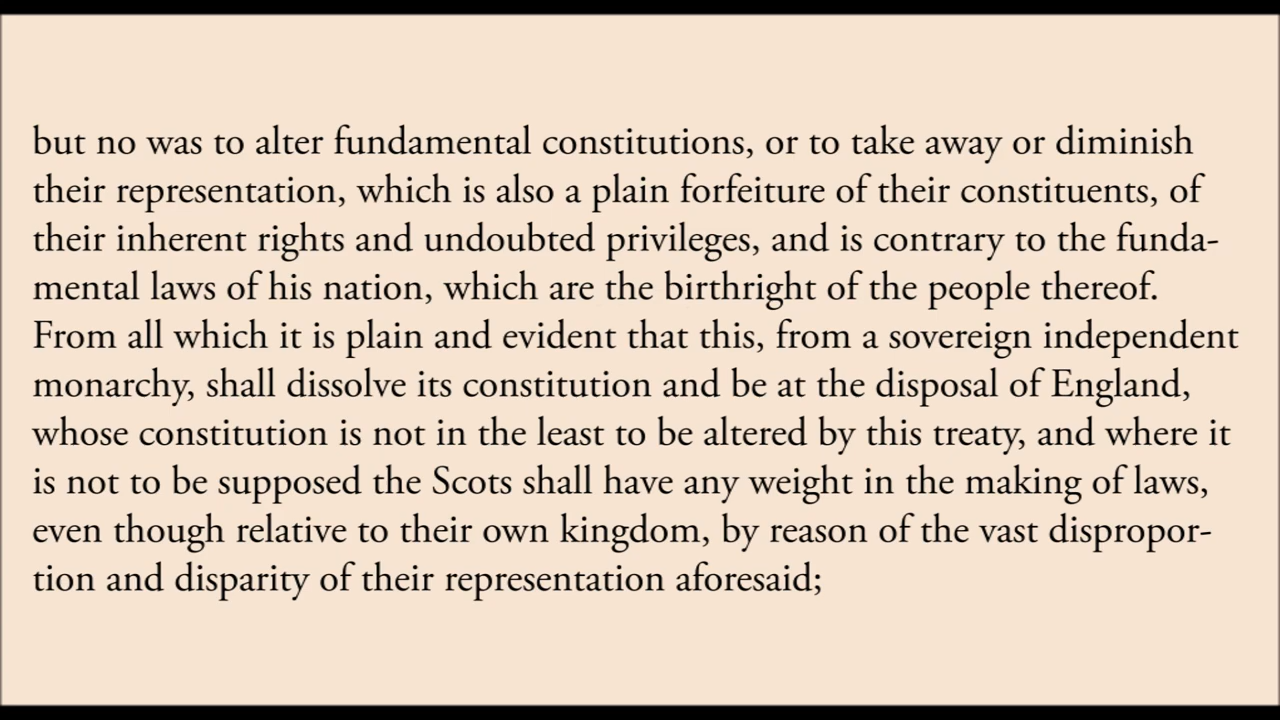 but no was to alter fundamental constitutions, or to take away or diminish
their representation, which is also a plain forfeiture of their constituents, of
their inherent rights and undoubted privileges, and is contrary to the funda-
mental laws of his nation, which are the birthright of the people thereof.
From all which it is plain and evident that this, from a sovereign independent
monarchy, shall dissolve its constitution and be at the disposal of England,
whose constitution is not in the least to be altered by this treaty, and where it
is not to be supposed the Scots shall have any weight in the making of laws,
even though relative to their own kingdom, by reason of the vast dispropor-
tion and disparity of their representation aforesaid;